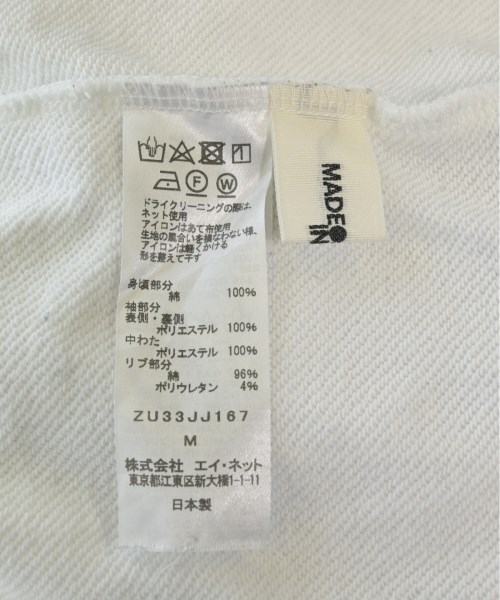 F W
ドライクリーニングの際は、
ネット使用
アイロンはあて布使用
生地の風合いを損なわない様、
アイロンは軽くかける
形を整えて干す
身頃部分
綿 100%
袖部分
表側・裏側
ポリエステル 100%
中わた
ポリエステル 100%
リブ部分
綿 96%
ポリウレタン 4%
ZU33JJ167
M
株式会社 エイ・ネット
東京都江東区新大橋1-1-11
日本製
MADE
IN